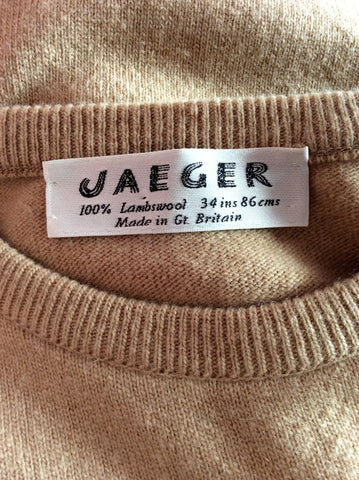 JAEGER
100% Lambswool 34 ins 86 cms
Made in Gt. Britain